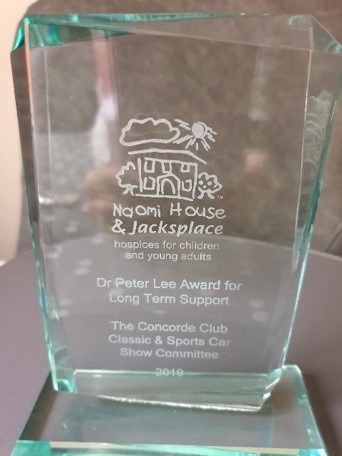 Naomi House
& Jacksplace
hospices for children
and young adults
Dr Peter Lee Award for
Long Term Support
The Concorde Club
Classic & Sports Car
Show Committee
2019